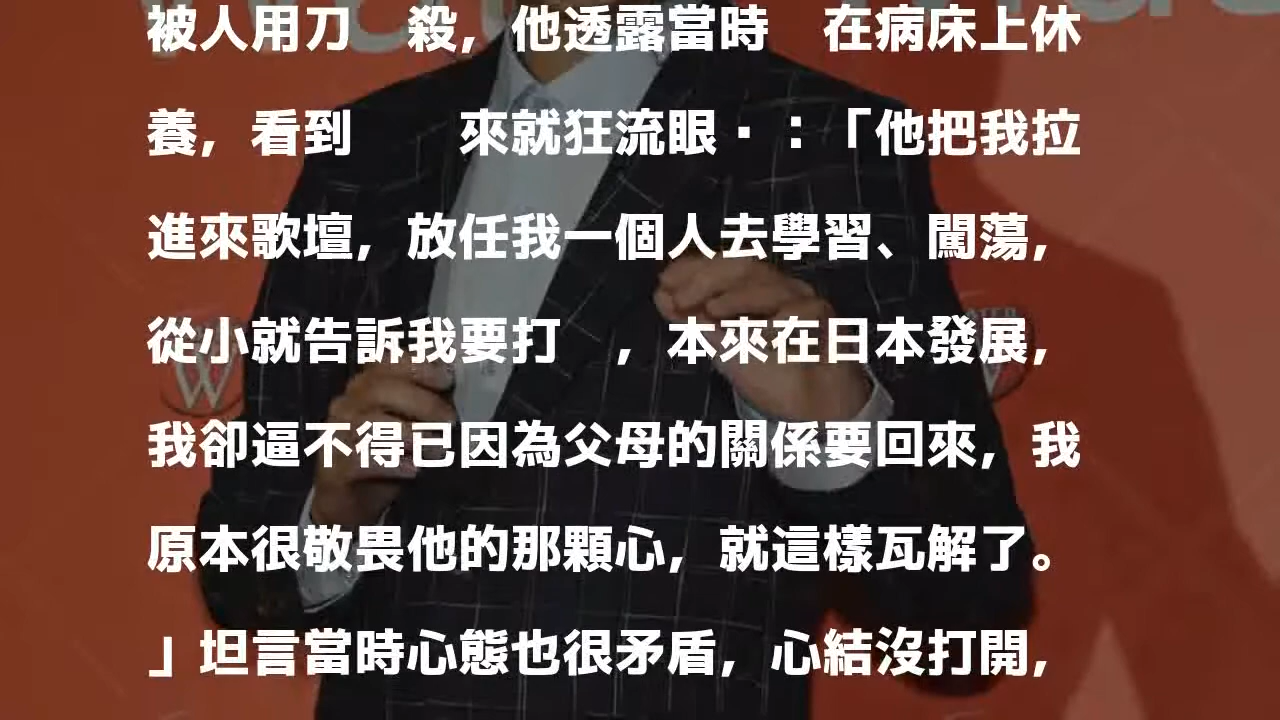 被人用刀　殺，他透露當時　在病床上休
養，看到　　來就狂流眼▪：「他把我拉
進來歌壇，放任我一個人去學習、闖蕩，
從小就告訴我要打　，本來在日本發展，
我卻逼不得已因為父母的關係要回來，我
原本很敬畏他的那顆心，就這樣瓦解了。
」坦言當時心態也很矛盾，心結沒打開，
W